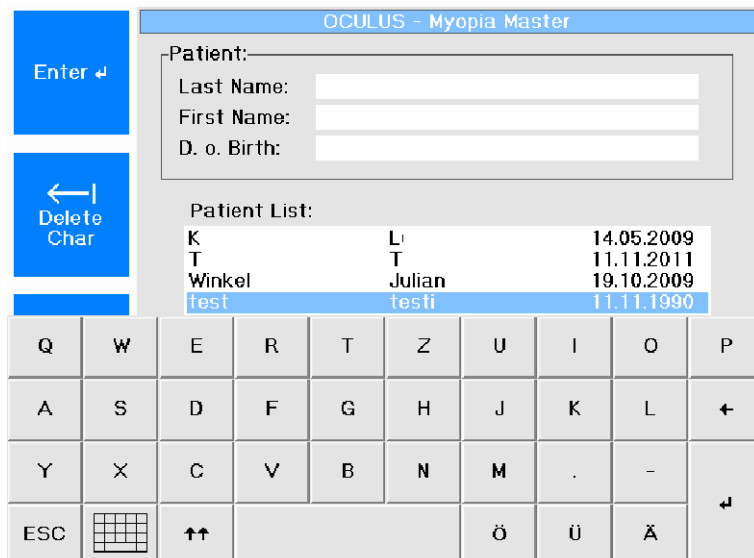 OCULUS - Myopia Master
Enter ↵
Patient:
Last Name:
First Name:
D. o. Birth:
Delete
Char
Patient List:
K 14.05.2009
T T 11.11.2011
Winkel Julian 19.10.2009
test testi 11.11.1990
Q W E R T Z U I O P
A S D F G H J K L ←
Y X C V B N M . - ↵
ESC ↑↑ Ö Ü Ä